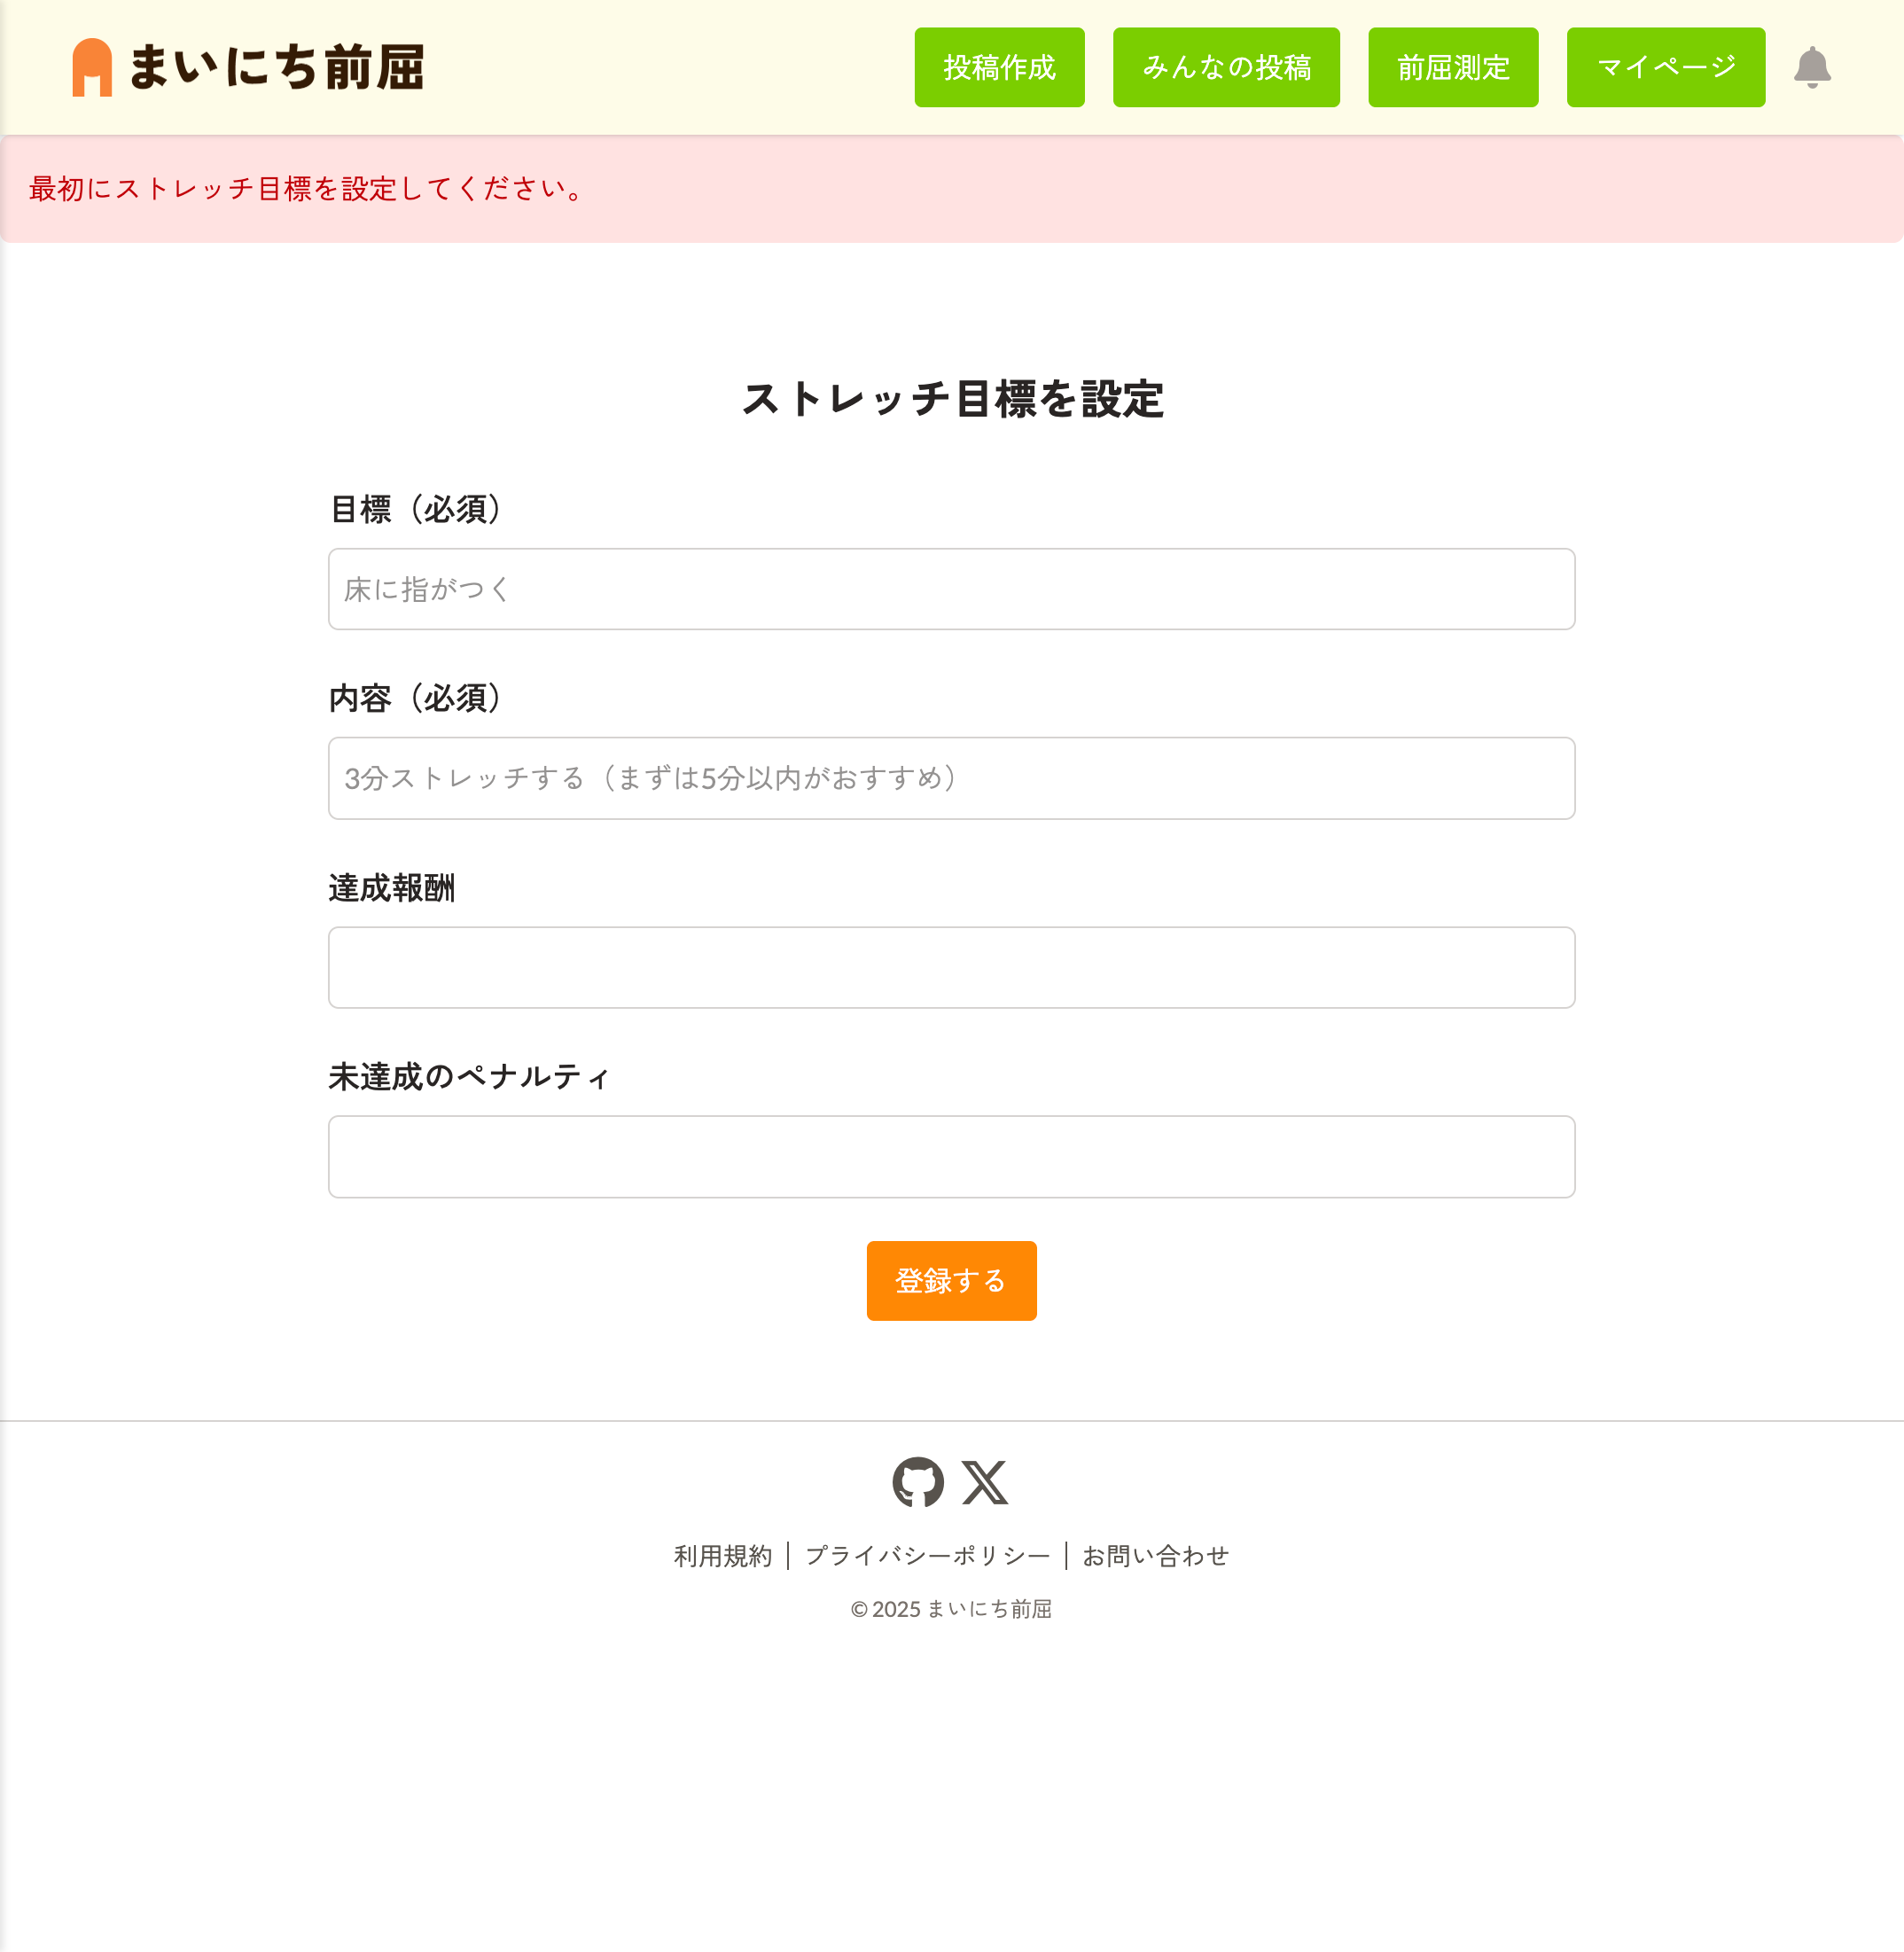 まいにち前屈
投稿作成 みんなの投稿 前屈測定 マイページ
最初にストレッチ目標を設定してください。
ストレッチ目標を設定
目標（必須）
床に指がつく
内容（必須）
3分ストレッチする（まずは5分以内がおすすめ）
達成報酬
未達成のペナルティ
登録する
利用規約 | プライバシーポリシー | お問い合わせ
© 2025 まいにち前屈